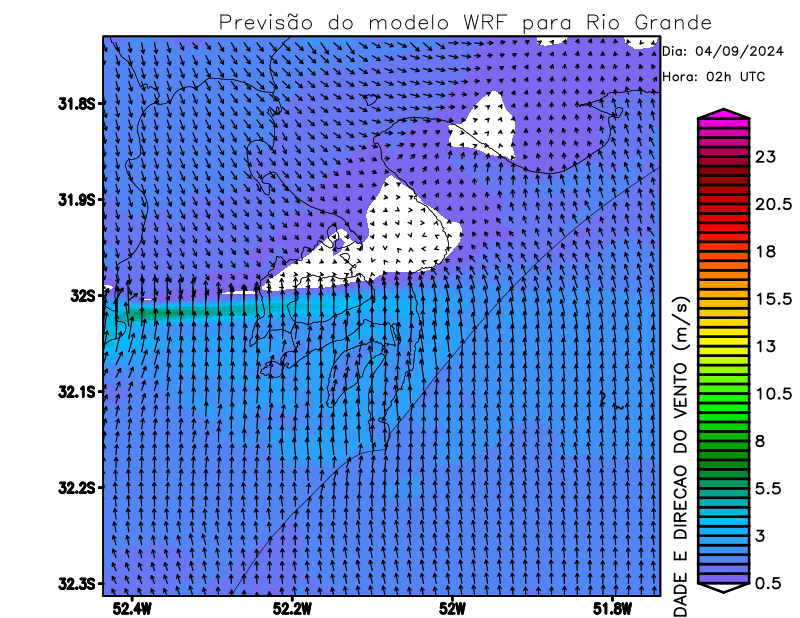 Previsão do modelo WRF para Rio Grande
Dia: 04/09/2024
Hora: 02h UTC
31.8S
31.9S
32S
32.1S
32.2S
32.3S
52.4W
52.2W
52W
51.8W
23
20.5
18
15.5
13
10.5
8
5.5
3
0.5
DADE E DIRECAO DO VENTO (m/s)